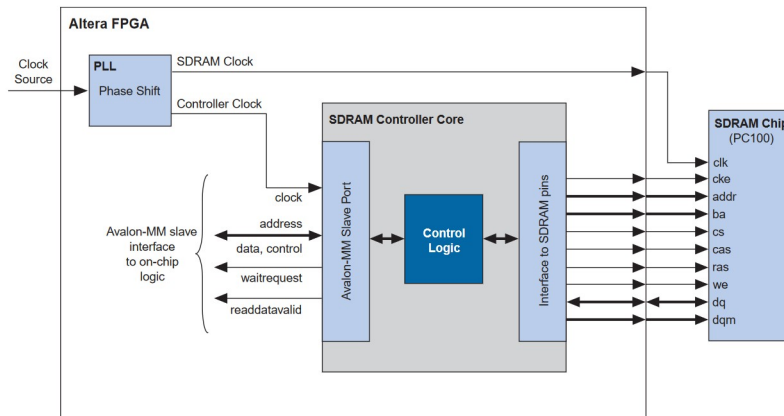 Altera FPGA
Clock
Source
PLL
Phase Shift
SDRAM Clock
Controller Clock
SDRAM Controller Core
SDRAM Chip
(PC100)
Avalon-MM slave
interface
to on-chip
logic
clock
address
data, control
waitrequest
readdatavalid
Avalon-MM Slave Port
Control
Logic
Interface to SDRAM pins
clk
cke
addr
ba
cs
cas
ras
we
dq
dqm